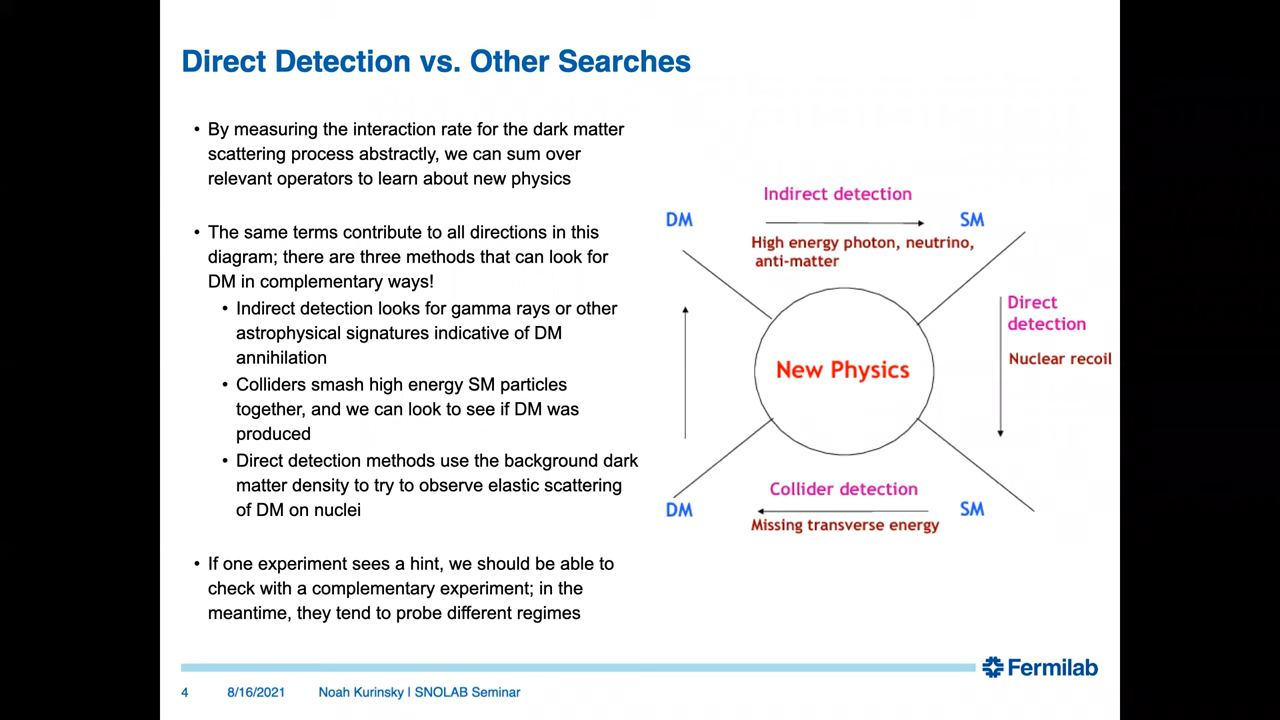 Direct Detection vs. Other Searches
• By measuring the interaction rate for the dark matter
scattering process abstractly, we can sum over
relevant operators to learn about new physics
• The same terms contribute to all directions in this
diagram; there are three methods that can look for
DM in complementary ways!
• Indirect detection looks for gamma rays or other
astrophysical signatures indicative of DM
annihilation
• Colliders smash high energy SM particles
together, and we can look to see if DM was
produced
• Direct detection methods use the background dark
matter density to try to observe elastic scattering
of DM on nuclei
• If one experiment sees a hint, we should be able to
check with a complementary experiment; in the
meantime, they tend to probe different regimes
Indirect detection
DM
SM
High energy photon, neutrino,
anti-matter
Direct
detection
Nuclear recoil
New Physics
Collider detection
DM
SM
Missing transverse energy
Fermilab
4 8/16/2021 Noah Kurinsky | SNOLAB Seminar